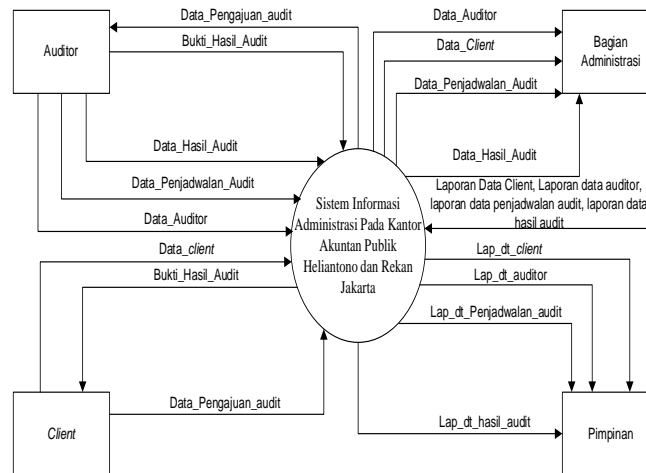 Data_Pengajuan_audit
Auditor
Bukti_Hasil_Audit
Data_Hasil_Audit
Data_Penjadwalan_Audit
Data_Auditor
Data_client
Bukti_Hasil_Audit
Client
Data_Pengajuan_audit
Sistem Informasi
Administrasi Pada Kantor
Akuntan Publik
Heliantono dan Rekan
Jakarta
Data_Auditor
Data_Client
Data_Penjadwalan_Audit
Bagian
Administrasi
Data_Hasil_Audit
Laporan Data Client, Laporan data auditor,
laporan data penjadwalan audit, laporan data
hasil audit
Lap_dt_client
Lap_dt_auditor
Lap_dt_Penjadwalan_audit
Lap_dt_hasil_audit
Pimpinan